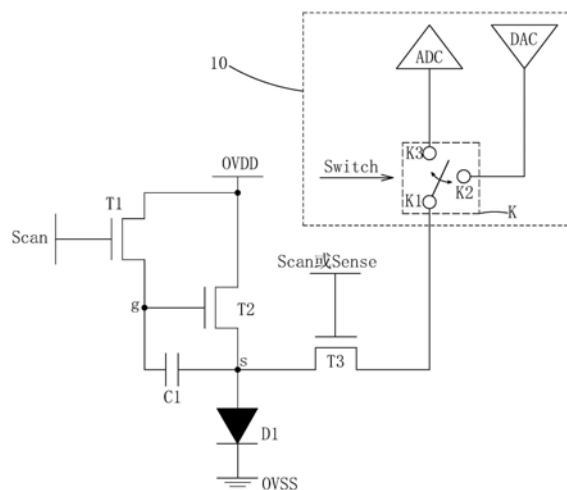 DAC
10
ADC
K3
Switch
OVDD
K2
K1
K
T1
Scan
Scan或Sense
g
T2
T3
s
C1
D1
OVSS